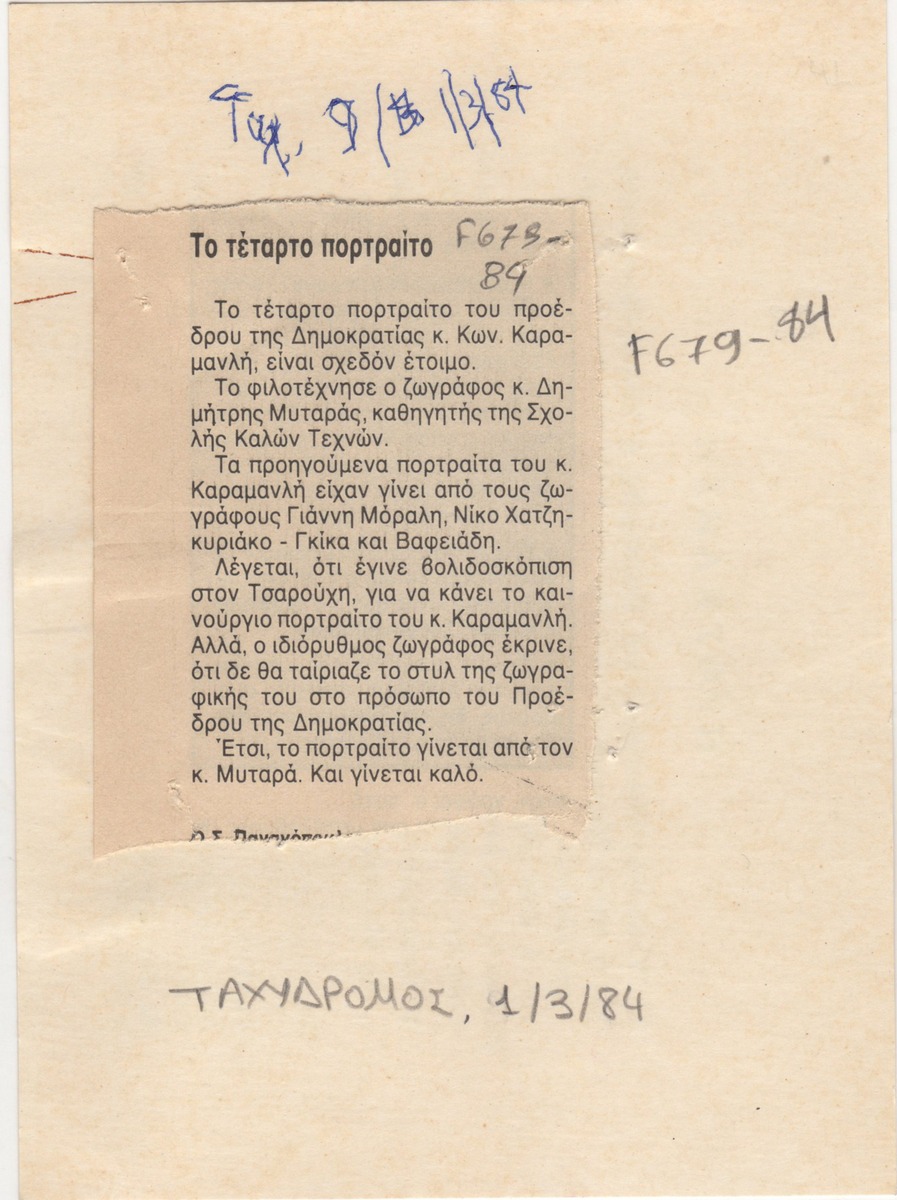 Ταχ. 9/ 1/3/84
Το τέταρτο πορτραίτο F679-
84
Το τέταρτο πορτραίτο του προέ-
δρου της Δημοκρατίας κ. Κων. Καρα-
μανλή, είναι σχεδόν έτοιμο.
Το φιλοτέχνησε ο ζωγράφος κ. Δη-
μήτρης Μυταράς, καθηγητής της Σχο-
λής Καλών Τεχνών.
Τα προηγούμενα πορτραίτα του κ.
Καραμανλή είχαν γίνει από τους ζω-
γράφους Γιάννη Μόραλη, Νίκο Χατζη-
κυριάκο - Γκίκα και Βαφειάδη.
Λέγεται, ότι έγινε βολιδοσκόπιση
στον Τσαρούχη, για να κάνει το και-
νούργιο πορτραίτο του κ. Καραμανλή.
Αλλά, ο ιδιόρυθμος ζωγράφος έκρινε,
ότι δε θα ταίριαζε το στυλ της ζωγρα-
φικής του στο πρόσωπο του Προέ-
δρου της Δημοκρατίας.
Έτσι, το πορτραίτο γίνεται από τον
κ. Μυταρά. Και γίνεται καλό.
F679-84
ΤΑΧΥΔΡΟΜΟΣ, 1/3/84